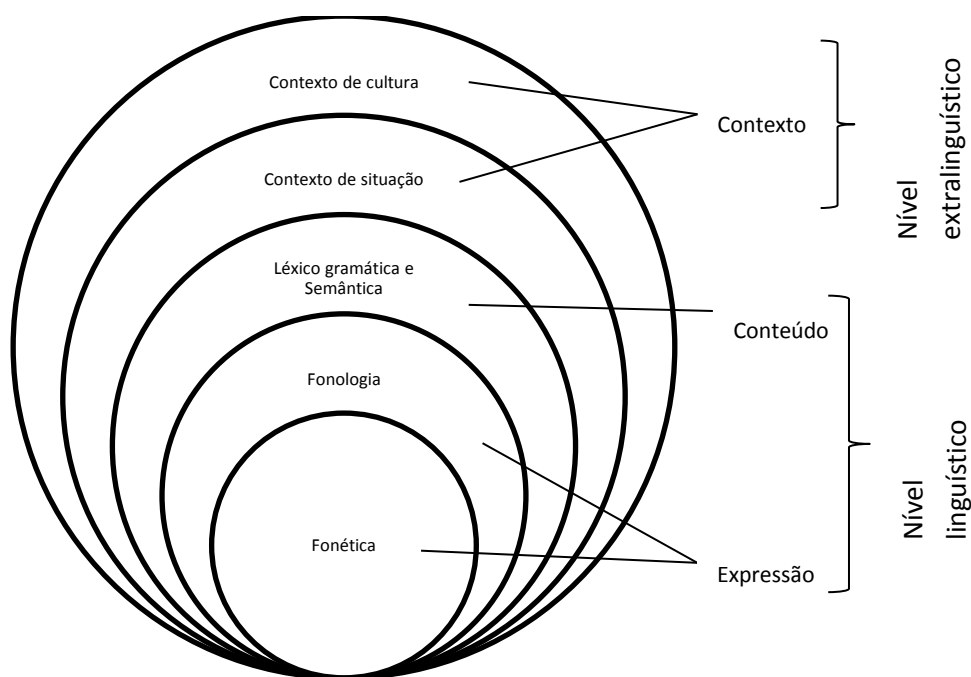 Contexto de cultura
Contexto de situação
Léxico gramática e
Semântica
Fonologia
Fonética
Contexto
Conteúdo
Expressão
Nível
extralinguístico
Nível
linguístico